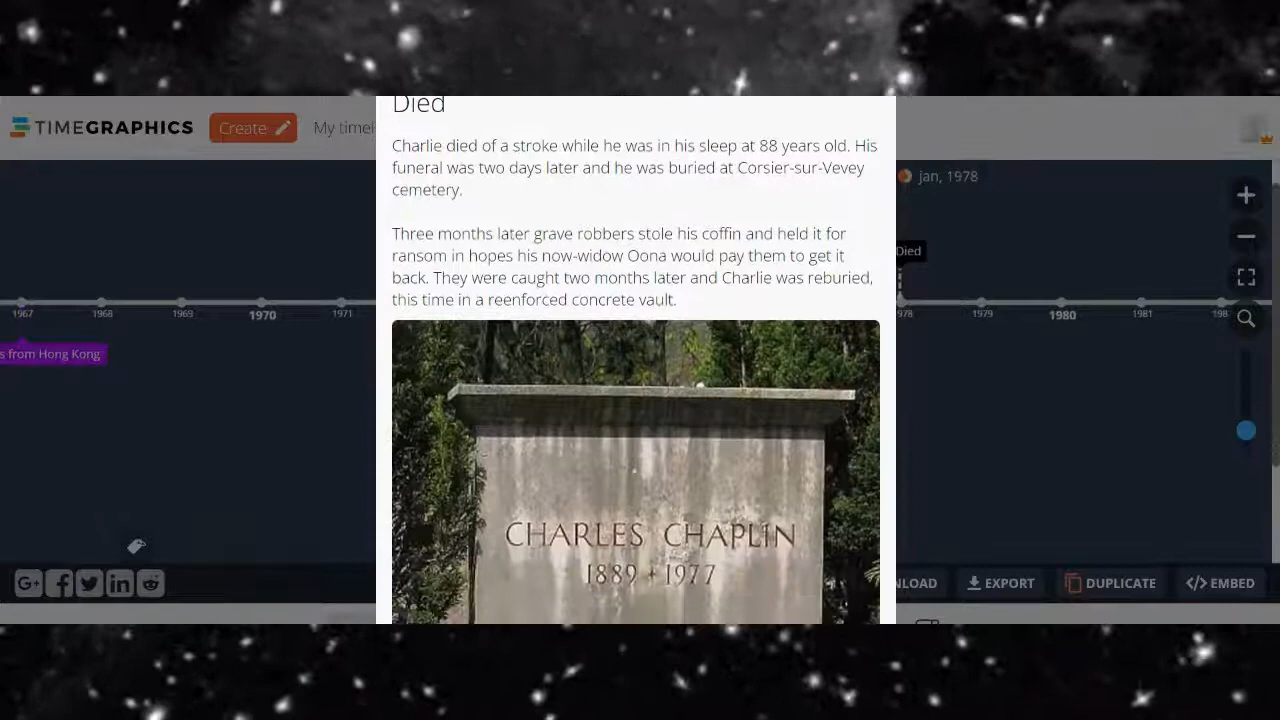 Died
TIMEGRAPHICS
Create
My timel
Charlie died of a stroke while he was in his sleep at 88 years old. His
funeral was two days later and he was buried at Corsier-sur-Vevey
cemetery.
Three months later grave robbers stole his coffin and held it for
ransom in hopes his now-widow Oona would pay them to get it
back. They were caught two months later and Charlie was reburied,
this time in a reenforced concrete vault.
jan, 1978
Died
1967
1968
1969
1970
1971
978
1979
1980
1981
198
s from Hong Kong
CHARLES CHAPLIN
1889 + 1977
G+
in
NLOAD
EXPORT
DUPLICATE
</> EMBED